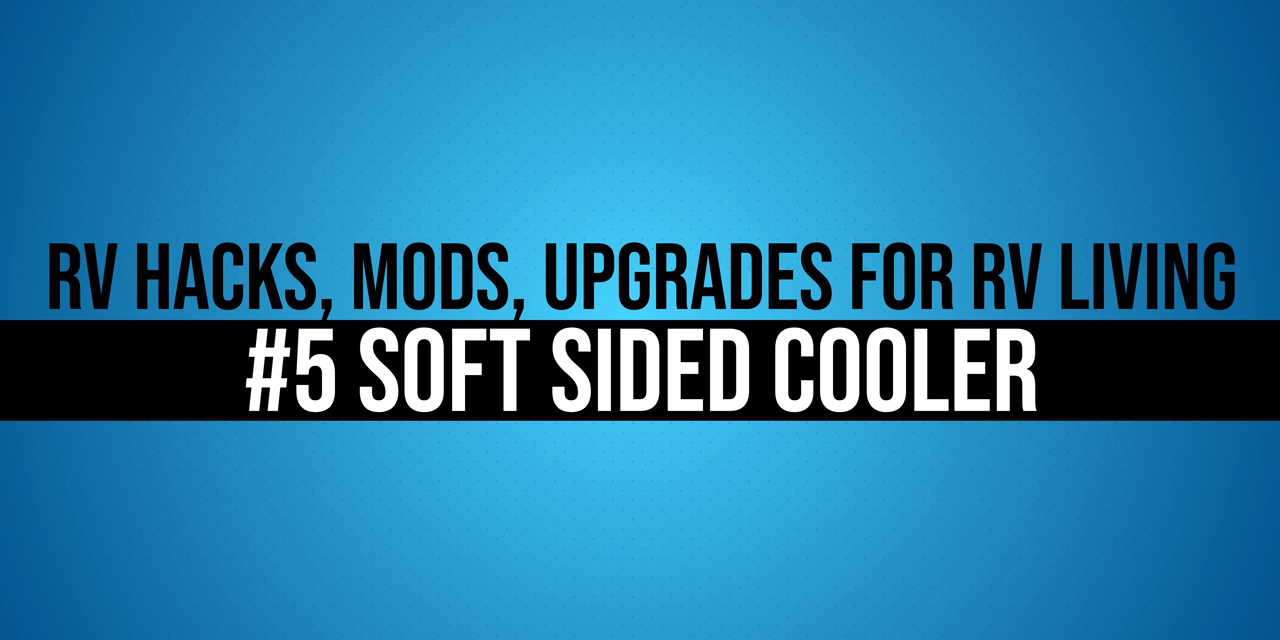 RV HACKS, MODS, UPGRADES FOR RV LIVING
#5 SOFT SIDED COOLER